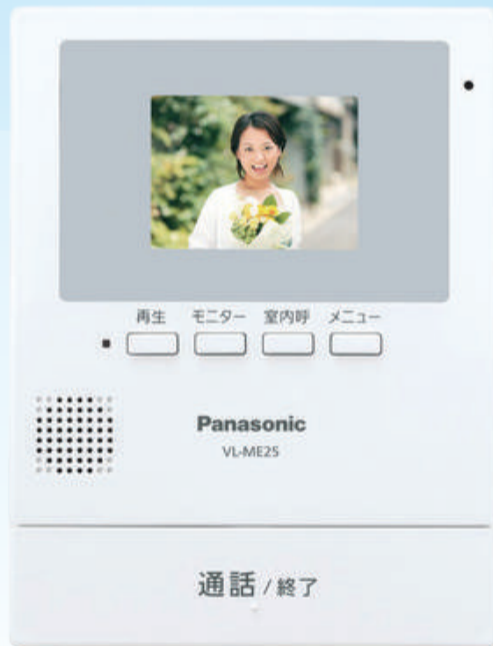 再生 モニター 室内呼 メニュー
Panasonic
VL-ME25
通話 / 終了